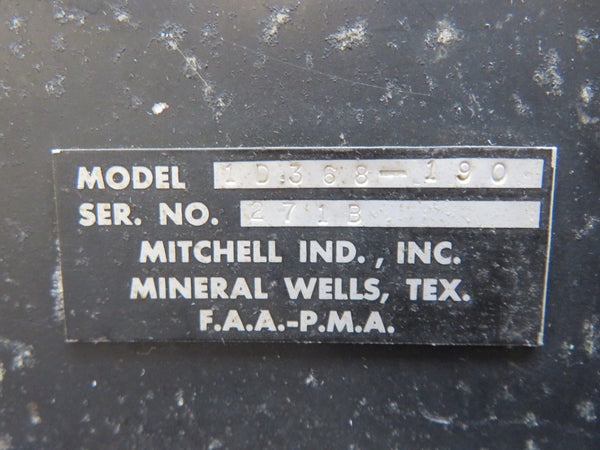 MODEL 1D368-190
SER. NO. 271B
MITCHELL IND., INC.
MINERAL WELLS, TEX.
F.A.A.-P.M.A.